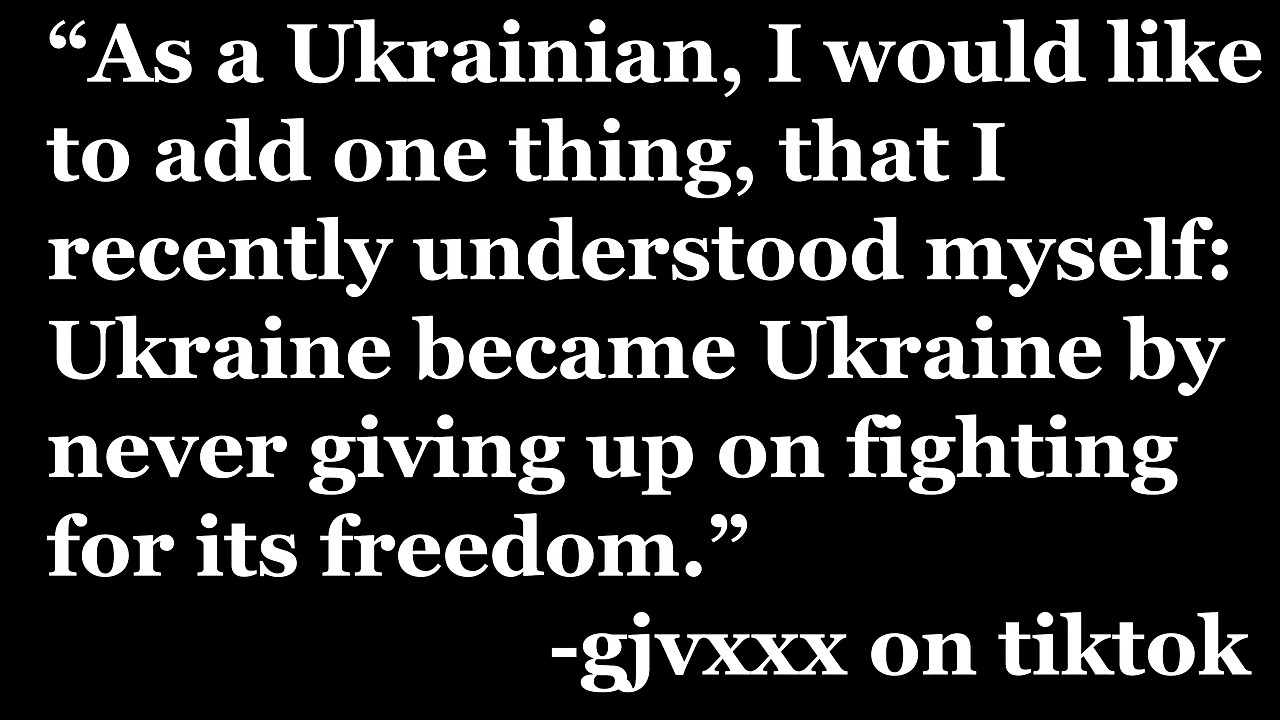 “As a Ukrainian, I would like
to add one thing, that I
recently understood myself:
Ukraine became Ukraine by
never giving up on fighting
for its freedom.”
-gjvxxx on tiktok